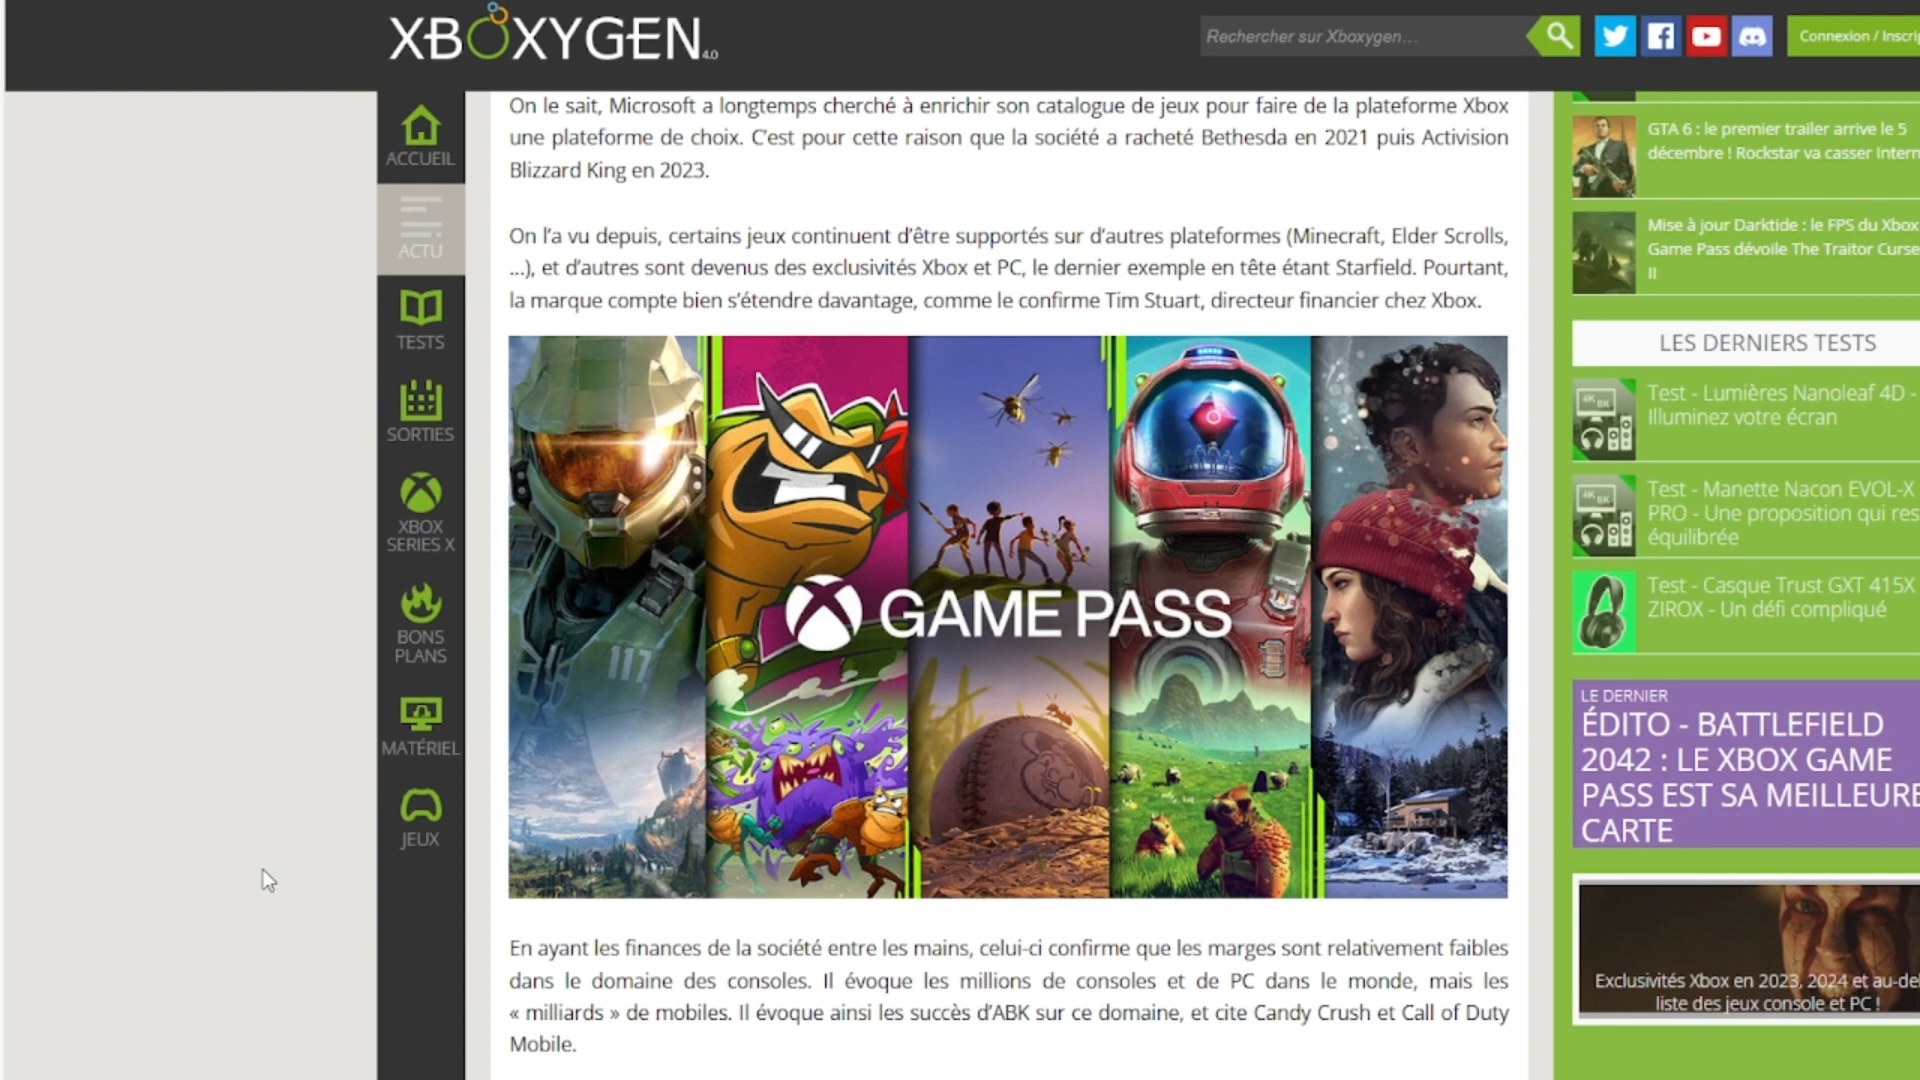 XBOXYGEN 4.0
Rechercher sur Xboxygen...
ACCUEIL
ACTU
TESTS
SORTIES
XBOX
SERIES X
BONS
PLANS
MATÉRIEL
JEUX
On le sait, Microsoft a longtemps cherché à enrichir son catalogue de jeux pour faire de la plateforme Xbox
une plateforme de choix. C'est pour cette raison que la société a racheté Bethesda en 2021 puis Activision
Blizzard King en 2023.
On l'a vu depuis, certains jeux continuent d'être supportés sur d'autres plateformes (Minecraft, Elder Scrolls,
...), et d'autres sont devenus des exclusivités Xbox et PC, le dernier exemple en tête étant Starfield. Pourtant,
la marque compte bien s'étendre davantage, comme le confirme Tim Stuart, directeur financier chez Xbox.
117
GAME PASS
En ayant les finances de la société entre les mains, celui-ci confirme que les marges sont relativement faibles
dans le domaine des consoles. Il évoque les millions de consoles et de PC dans le monde, mais les
« milliards » de mobiles. Il évoque ainsi les succès d'ABK sur ce domaine, et cite Candy Crush et Call of Duty
Mobile.
Connexion / Inscrip
GTA 6 : le premier trailer arrive le 5
décembre ! Rockstar va casser Intern
Mise à jour Darktide : le FPS du Xbox
Game Pass dévoile The Traitor Curse
II
LES DERNIERS TESTS
4K 8K
Test - Lumières Nanoleaf 4D -
Illuminez votre écran
4K 8K
Test - Manette Nacon EVOL-X
PRO - Une proposition qui res
équilibrée
Test - Casque Trust GXT 415X
ZIROX - Un défi compliqué
LE DERNIER
ÉDITO - BATTLEFIELD
2042 : LE XBOX GAME
PASS EST SA MEILLEURE
CARTE
Exclusivités Xbox en 2023, 2024 et au-del
liste des jeux console et PC !